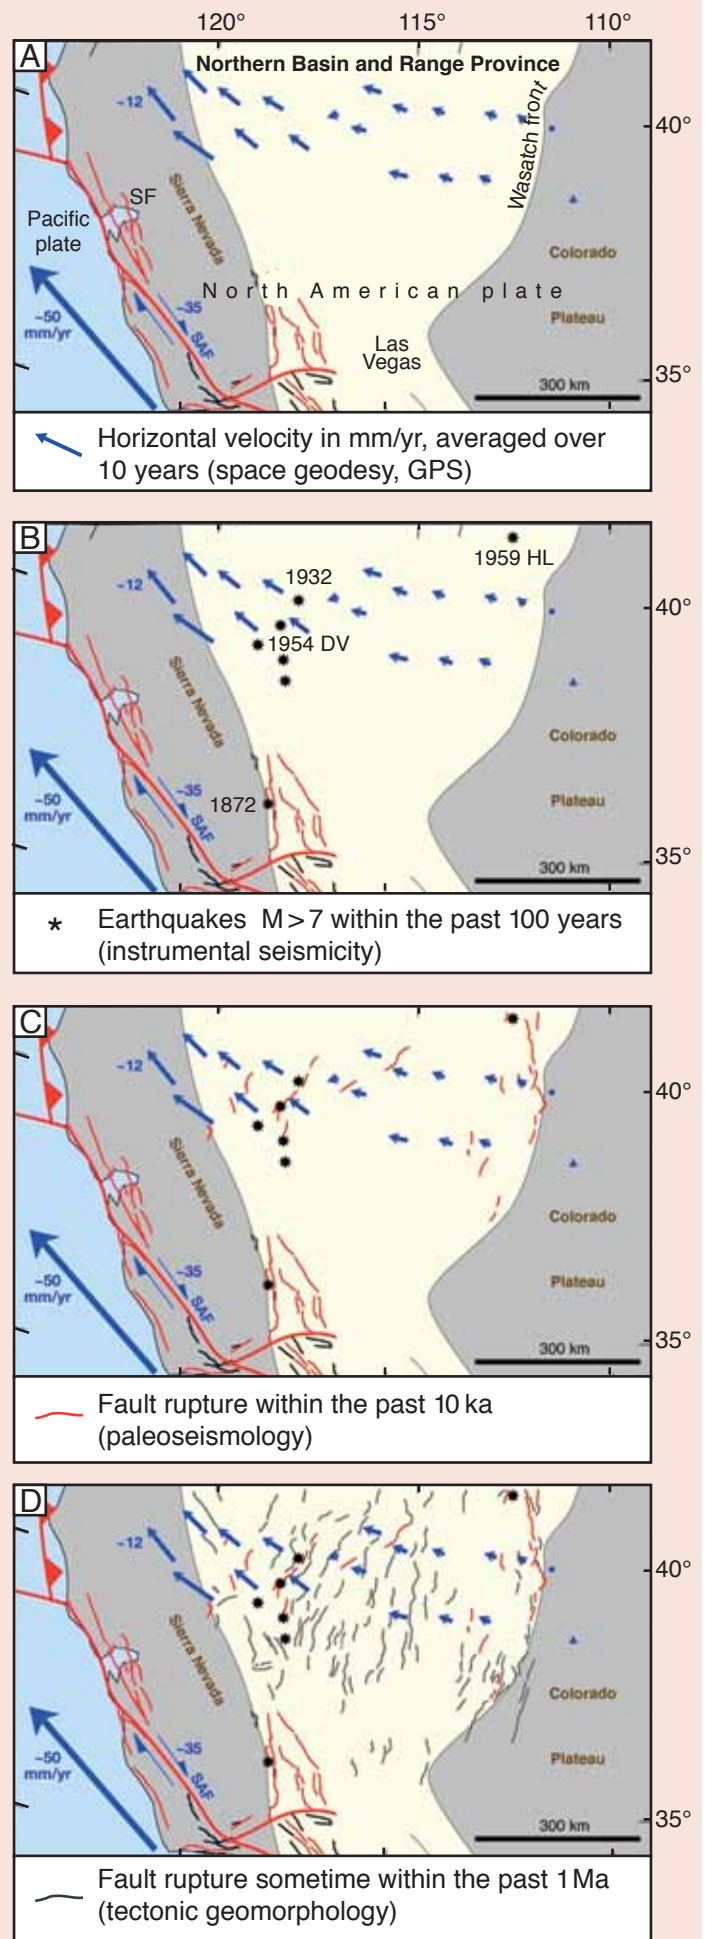 120° 115° 110°
A
Northern Basin and Range Province
~12
40°
Wasatch front
SF
Sierra Nevada
Pacific
plate
Colorado
North American plate
~35
SAF
~50
mm/yr
Plateau
Las
Vegas
35°
300 km
Horizontal velocity in mm/yr, averaged over
10 years (space geodesy, GPS)
B
1959 HL
~12
1932
40°
1954 DV
Sierra Nevada
Colorado
~35
SAF
~50
mm/yr
1872
Plateau
35°
300 km
* Earthquakes M > 7 within the past 100 years
(instrumental seismicity)
C
~12
40°
Sierra Nevada
Colorado
~35
SAF
~50
mm/yr
Plateau
35°
300 km
Fault rupture within the past 10 ka
(paleoseismology)
D
~12
40°
Sierra Nevada
Colorado
~35
SAF
~50
mm/yr
Plateau
35°
300 km
Fault rupture sometime within the past 1 Ma
(tectonic geomorphology)